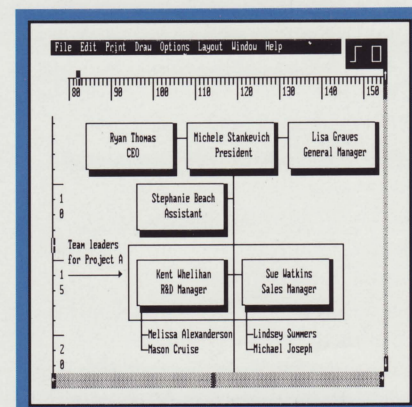 File Edit Print Draw Options Layout Window Help
80 90 100 110 120 130 140 150
Ryan Thomas
CEO
Michele Stankevich
President
Lisa Graves
General Manager
Stephanie Beach
Assistant
Team leaders
for Project A
Kent Whelihan
R&D Manager
Sue Watkins
Sales Manager
Melissa Alexanderson
Mason Cruise
Lindsey Summers
Michael Joseph
1
0
1
5
2
0